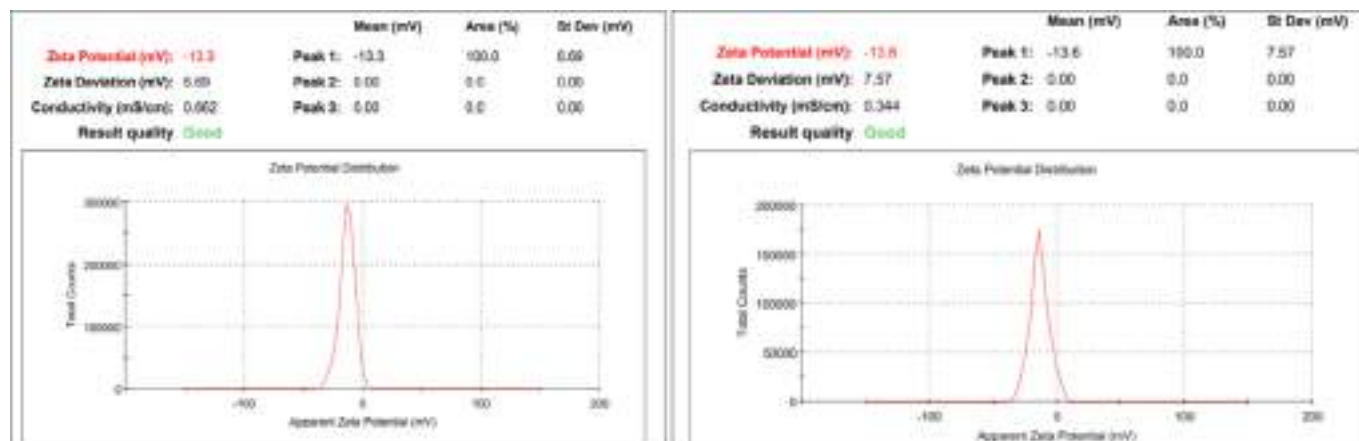 Mean (mV) Area (%) St Dev (mV)
Zeta Potential (mV): -13.3 Peak 1: -13.3 100.0
Zeta Deviation (mV): Peak 2: 0.00 0.0 0.00
Conductivity (mS/cm): 0.662 Peak 3: 0.00 0.0 0.00
Result quality Good
Zeta Potential Distribution
Total Counts
300000
200000
100000
0
-100 0 100 200
Apparent Zeta Potential (mV)
Mean (mV) Area (%) St Dev (mV)
Zeta Potential (mV): -13.6 Peak 1: -13.6 100.0 7.57
Zeta Deviation (mV): 7.57 Peak 2: 0.00 0.0 0.00
Conductivity (mS/cm): 0.344 Peak 3: 0.00 0.0 0.00
Result quality Good
Zeta Potential Distribution
Total Counts
200000
150000
100000
50000
0
-100 0 100 200
Apparent Zeta Potential (mV)